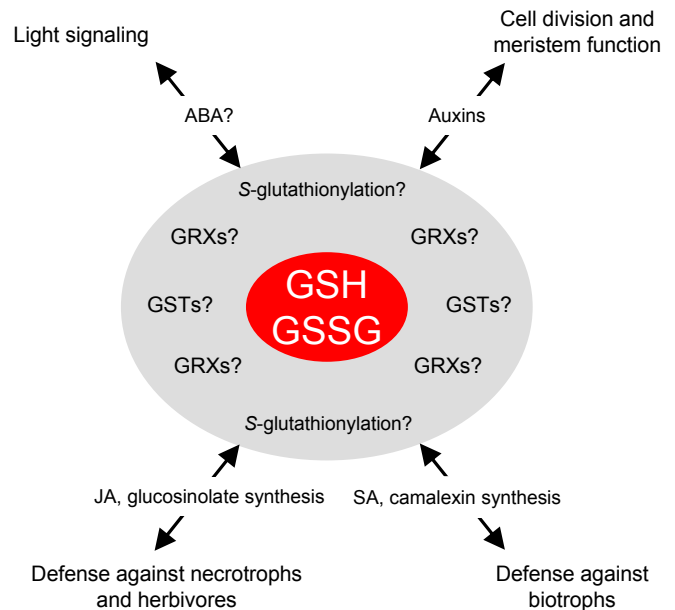 Light signaling
Cell division and
meristem function
ABA?
Auxins
S-glutathionylation?
GRXs?
GRXs?
GSH
GSSG
GSTs?
GSTs?
GRXs?
GRXs?
S-glutathionylation?
JA, glucosinolate synthesis
SA, camalexin synthesis
Defense against necrotrophs
and herbivores
Defense against
biotrophs